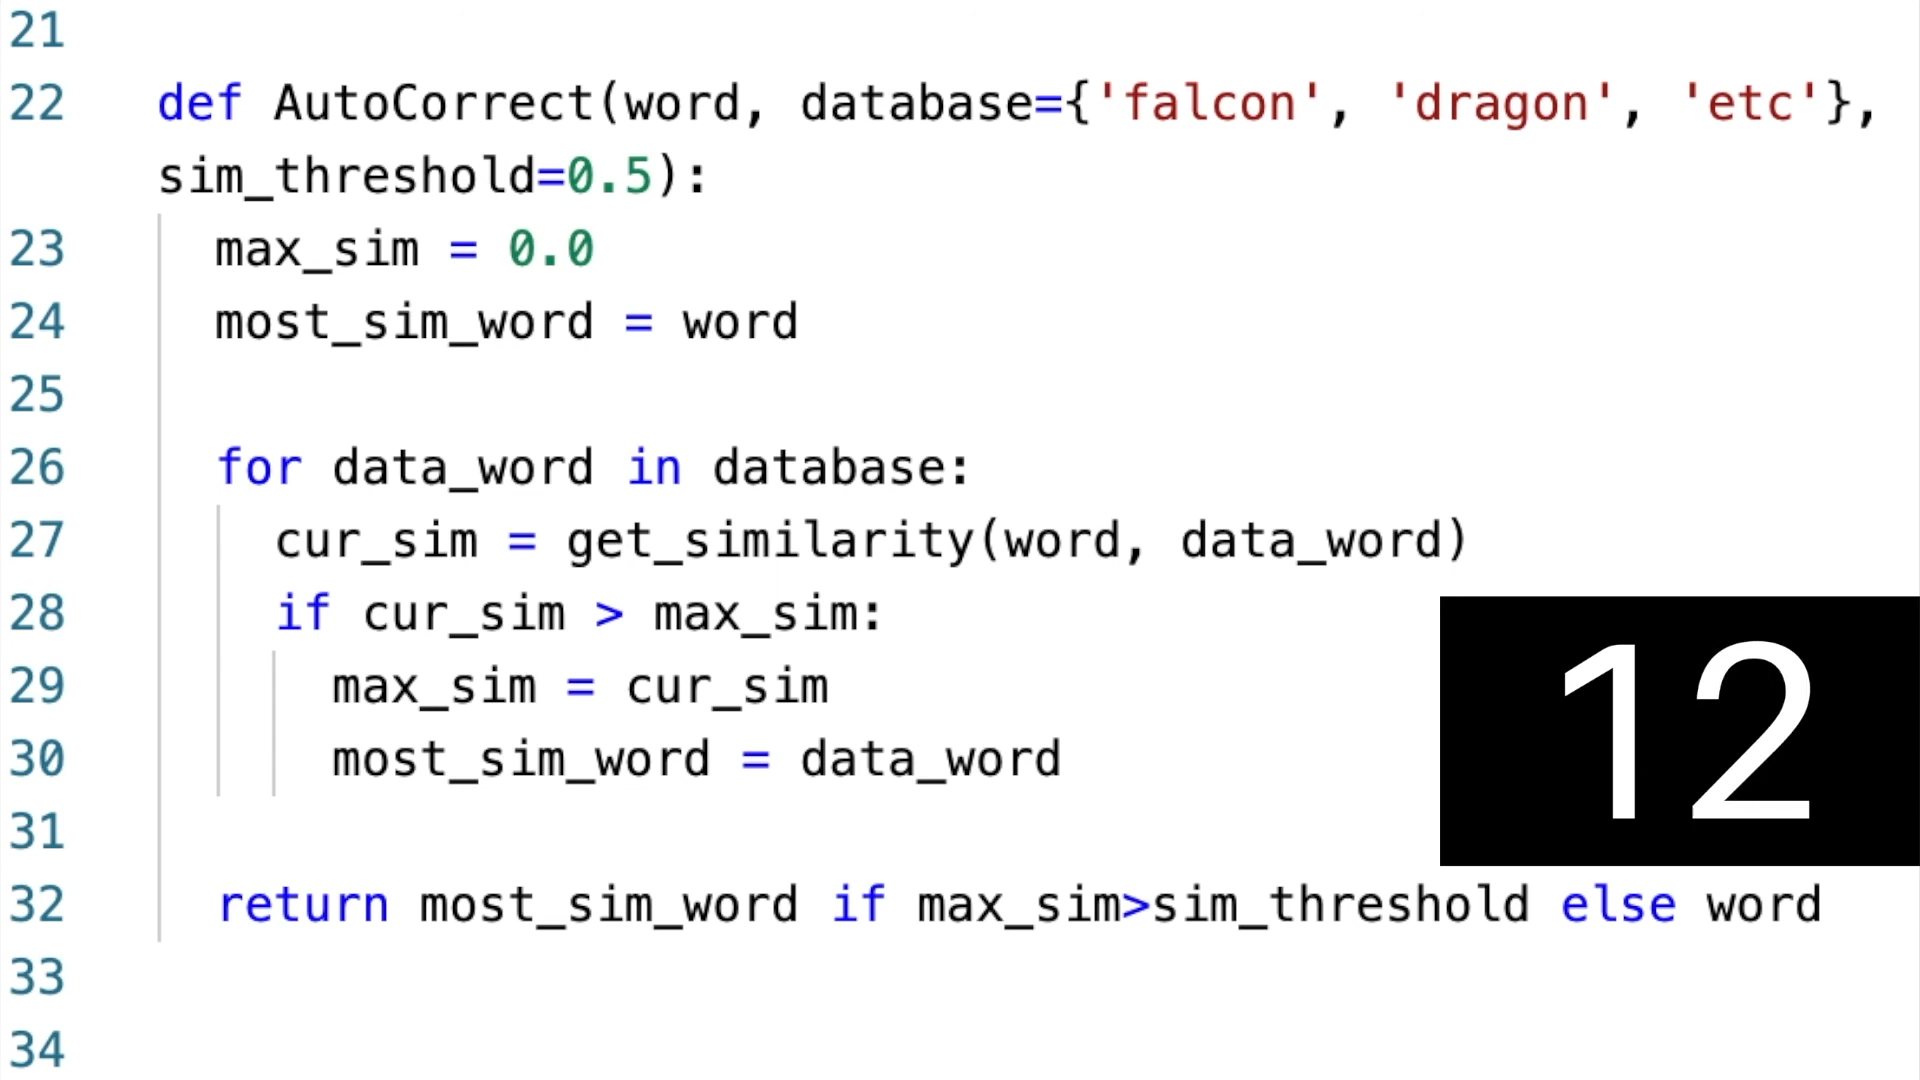 21
22 def AutoCorrect(word, database={'falcon', 'dragon', 'etc'},
sim_threshold=0.5):
23 max_sim = 0.0
24 most_sim_word = word
25
26 for data_word in database:
27 cur_sim = get_similarity(word, data_word)
28 if cur_sim > max_sim:
29 max_sim = cur_sim
30 most_sim_word = data_word
12
31
32 return most_sim_word if max_sim>sim_threshold else word
33
34